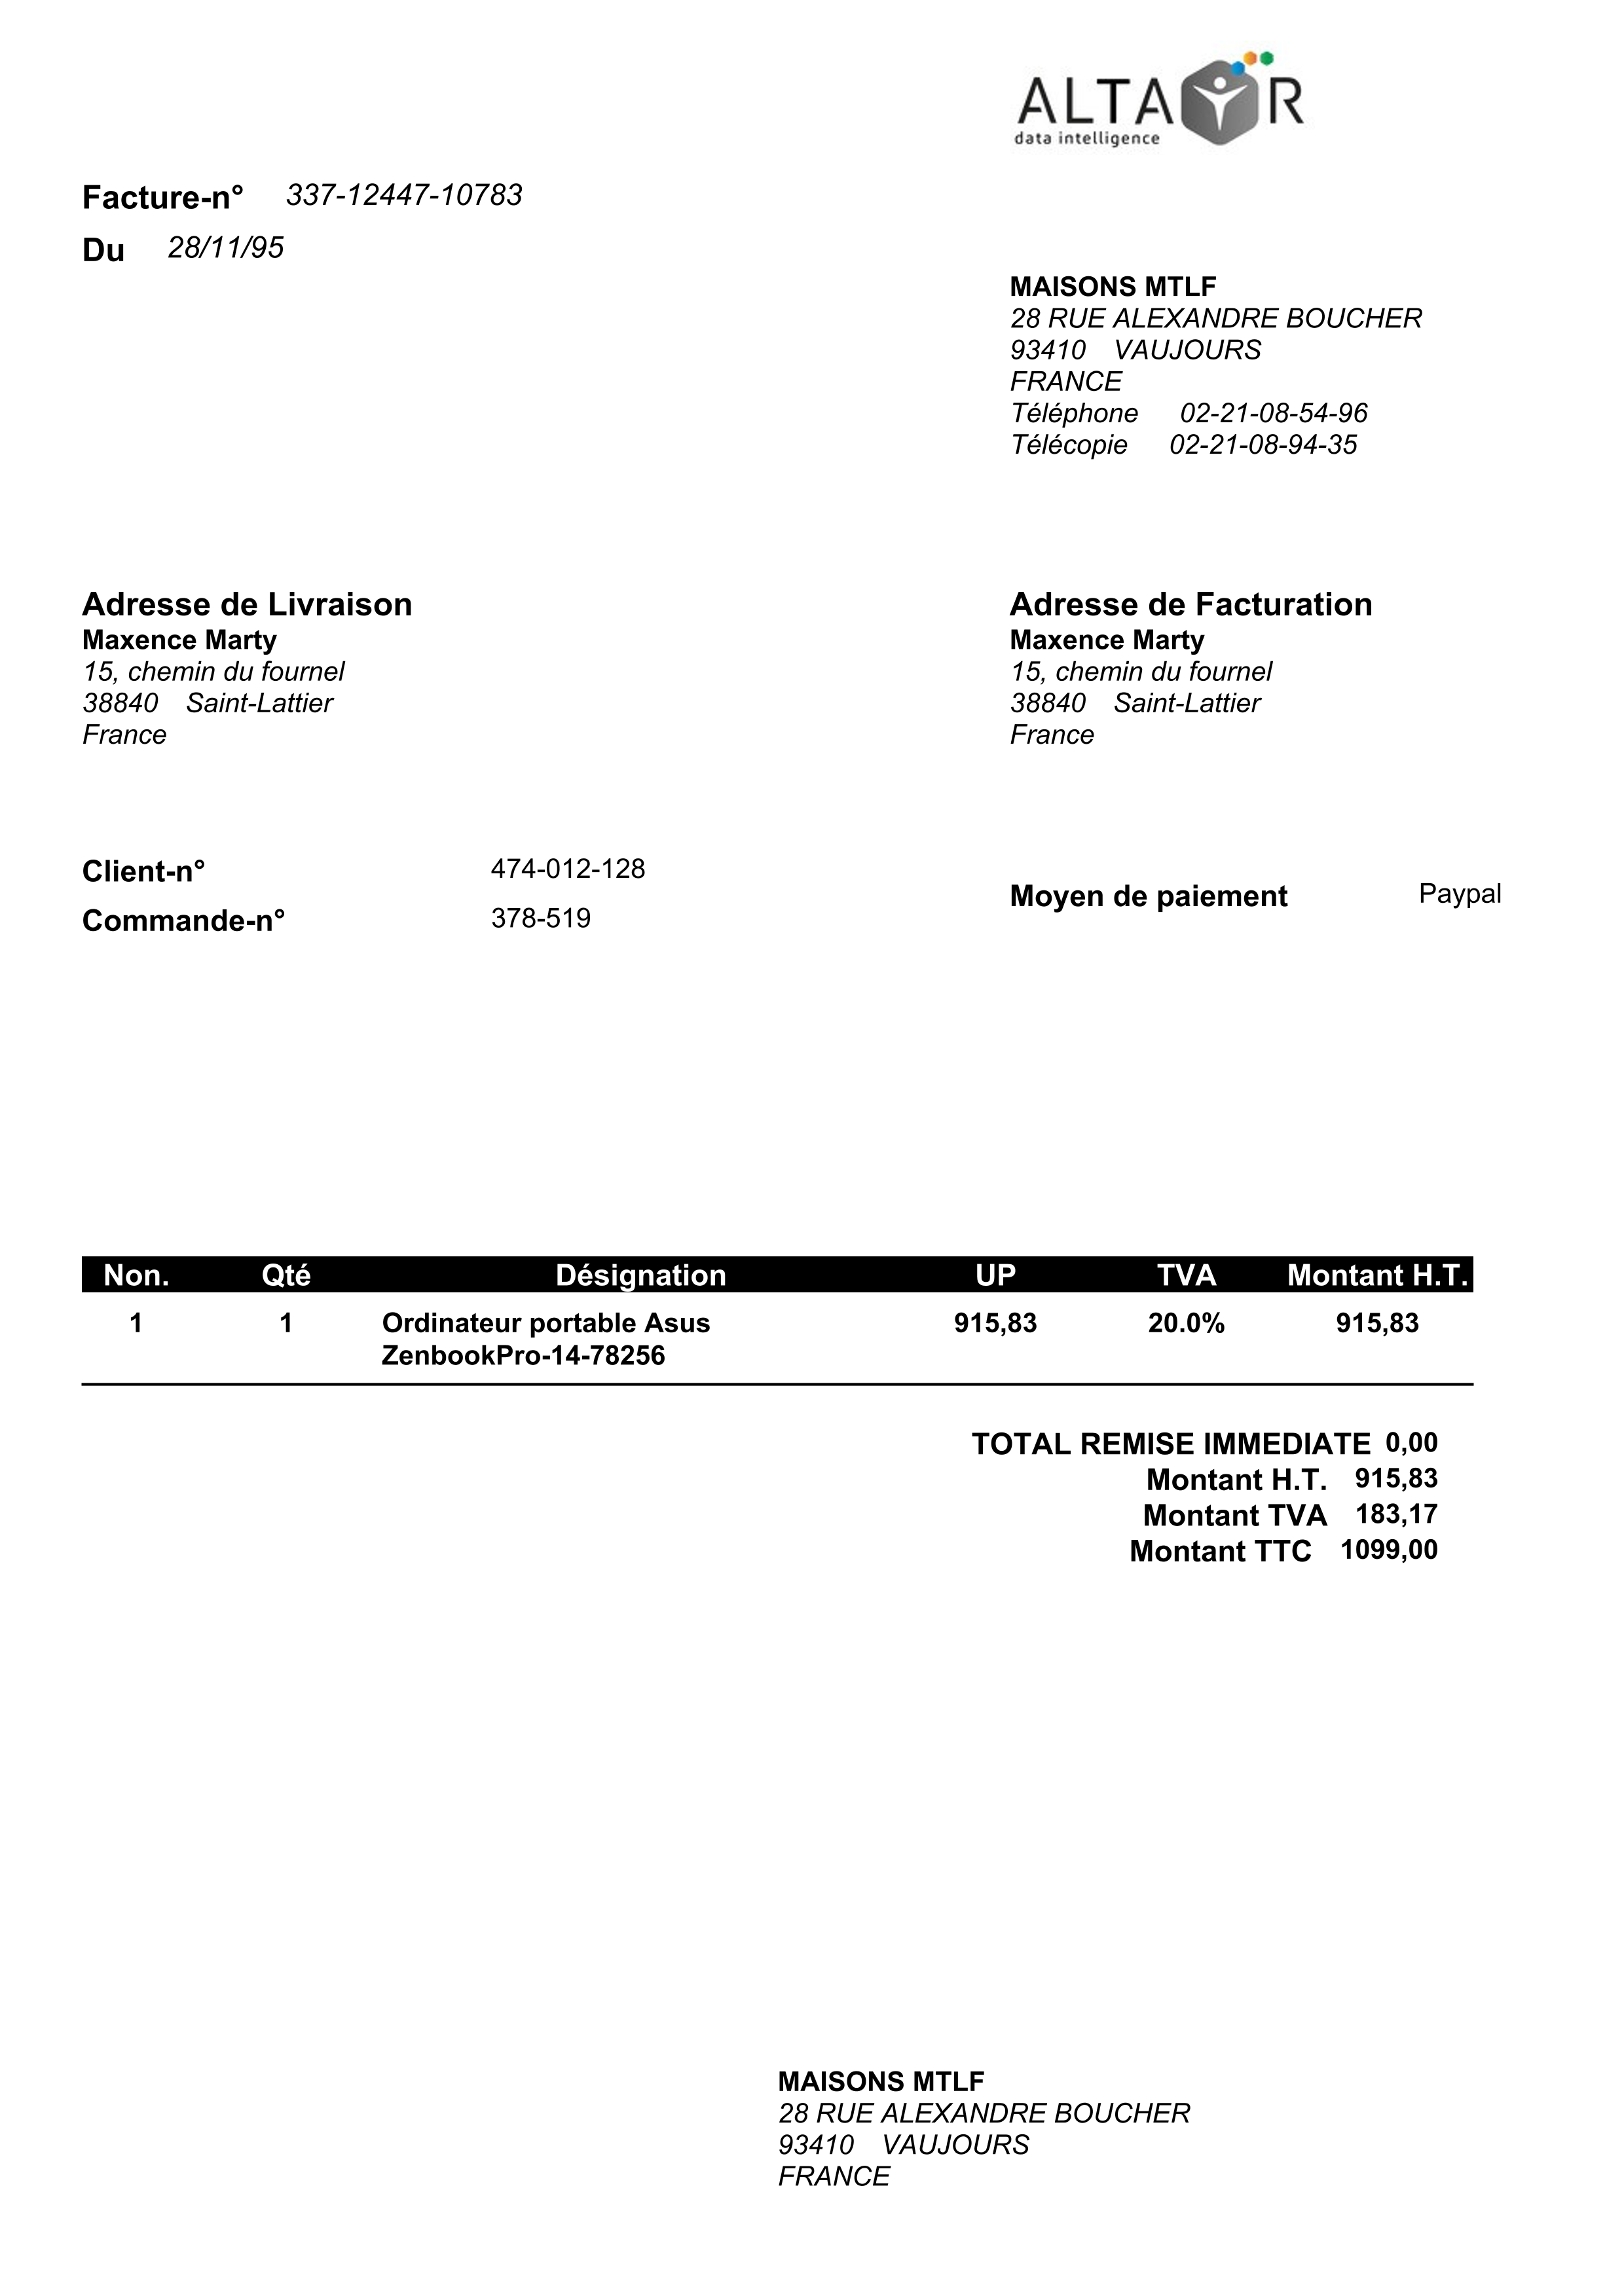 ALTAÏR
data intelligence
Facture-n° 337-12447-10783
Du 28/11/95
MAISONS MTLF
28 RUE ALEXANDRE BOUCHER
93410 VAUJOURS
FRANCE
Téléphone 02-21-08-54-96
Télécopie 02-21-08-94-35
Adresse de Livraison
Maxence Marty
15, chemin du fournel
38840 Saint-Lattier
France
Adresse de Facturation
Maxence Marty
15, chemin du fournel
38840 Saint-Lattier
France
Client-n° 474-012-128
Commande-n° 378-519
Moyen de paiement Paypal
Non. Qté Désignation UP TVA Montant H.T.
1 1 Ordinateur portable Asus 915,83 20.0% 915,83
ZenbookPro-14-78256
TOTAL REMISE IMMEDIATE 0,00
Montant H.T. 915,83
Montant TVA 183,17
Montant TTC 1099,00
MAISONS MTLF
28 RUE ALEXANDRE BOUCHER
93410 VAUJOURS
FRANCE